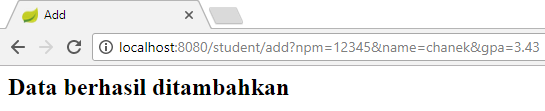 Add
localhost:8080/student/add?npm=12345&name=chanek&gpa=3.43
Data berhasil ditambahkan